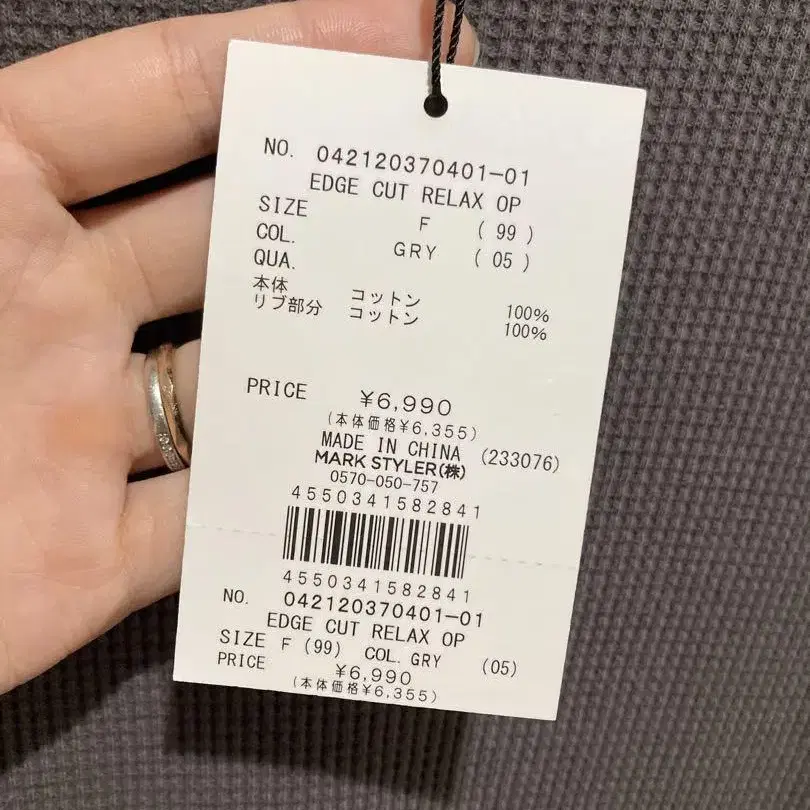 NO. 042120370401-01
EDGE CUT RELAX OP
SIZE F (99)
COL. GRY (05)
QUA.
本体 コットン 100%
リブ部分 コットン 100%
PRICE ¥6,990
(本体価格¥6,355)
MADE IN CHINA (233076)
MARK STYLER(株)
0570-050-757
4550341582841
4550341582841
NO. 042120370401-01
EDGE CUT RELAX OP
SIZE F (99) COL. GRY (05)
PRICE ¥6,990
(本体価格¥6,355)